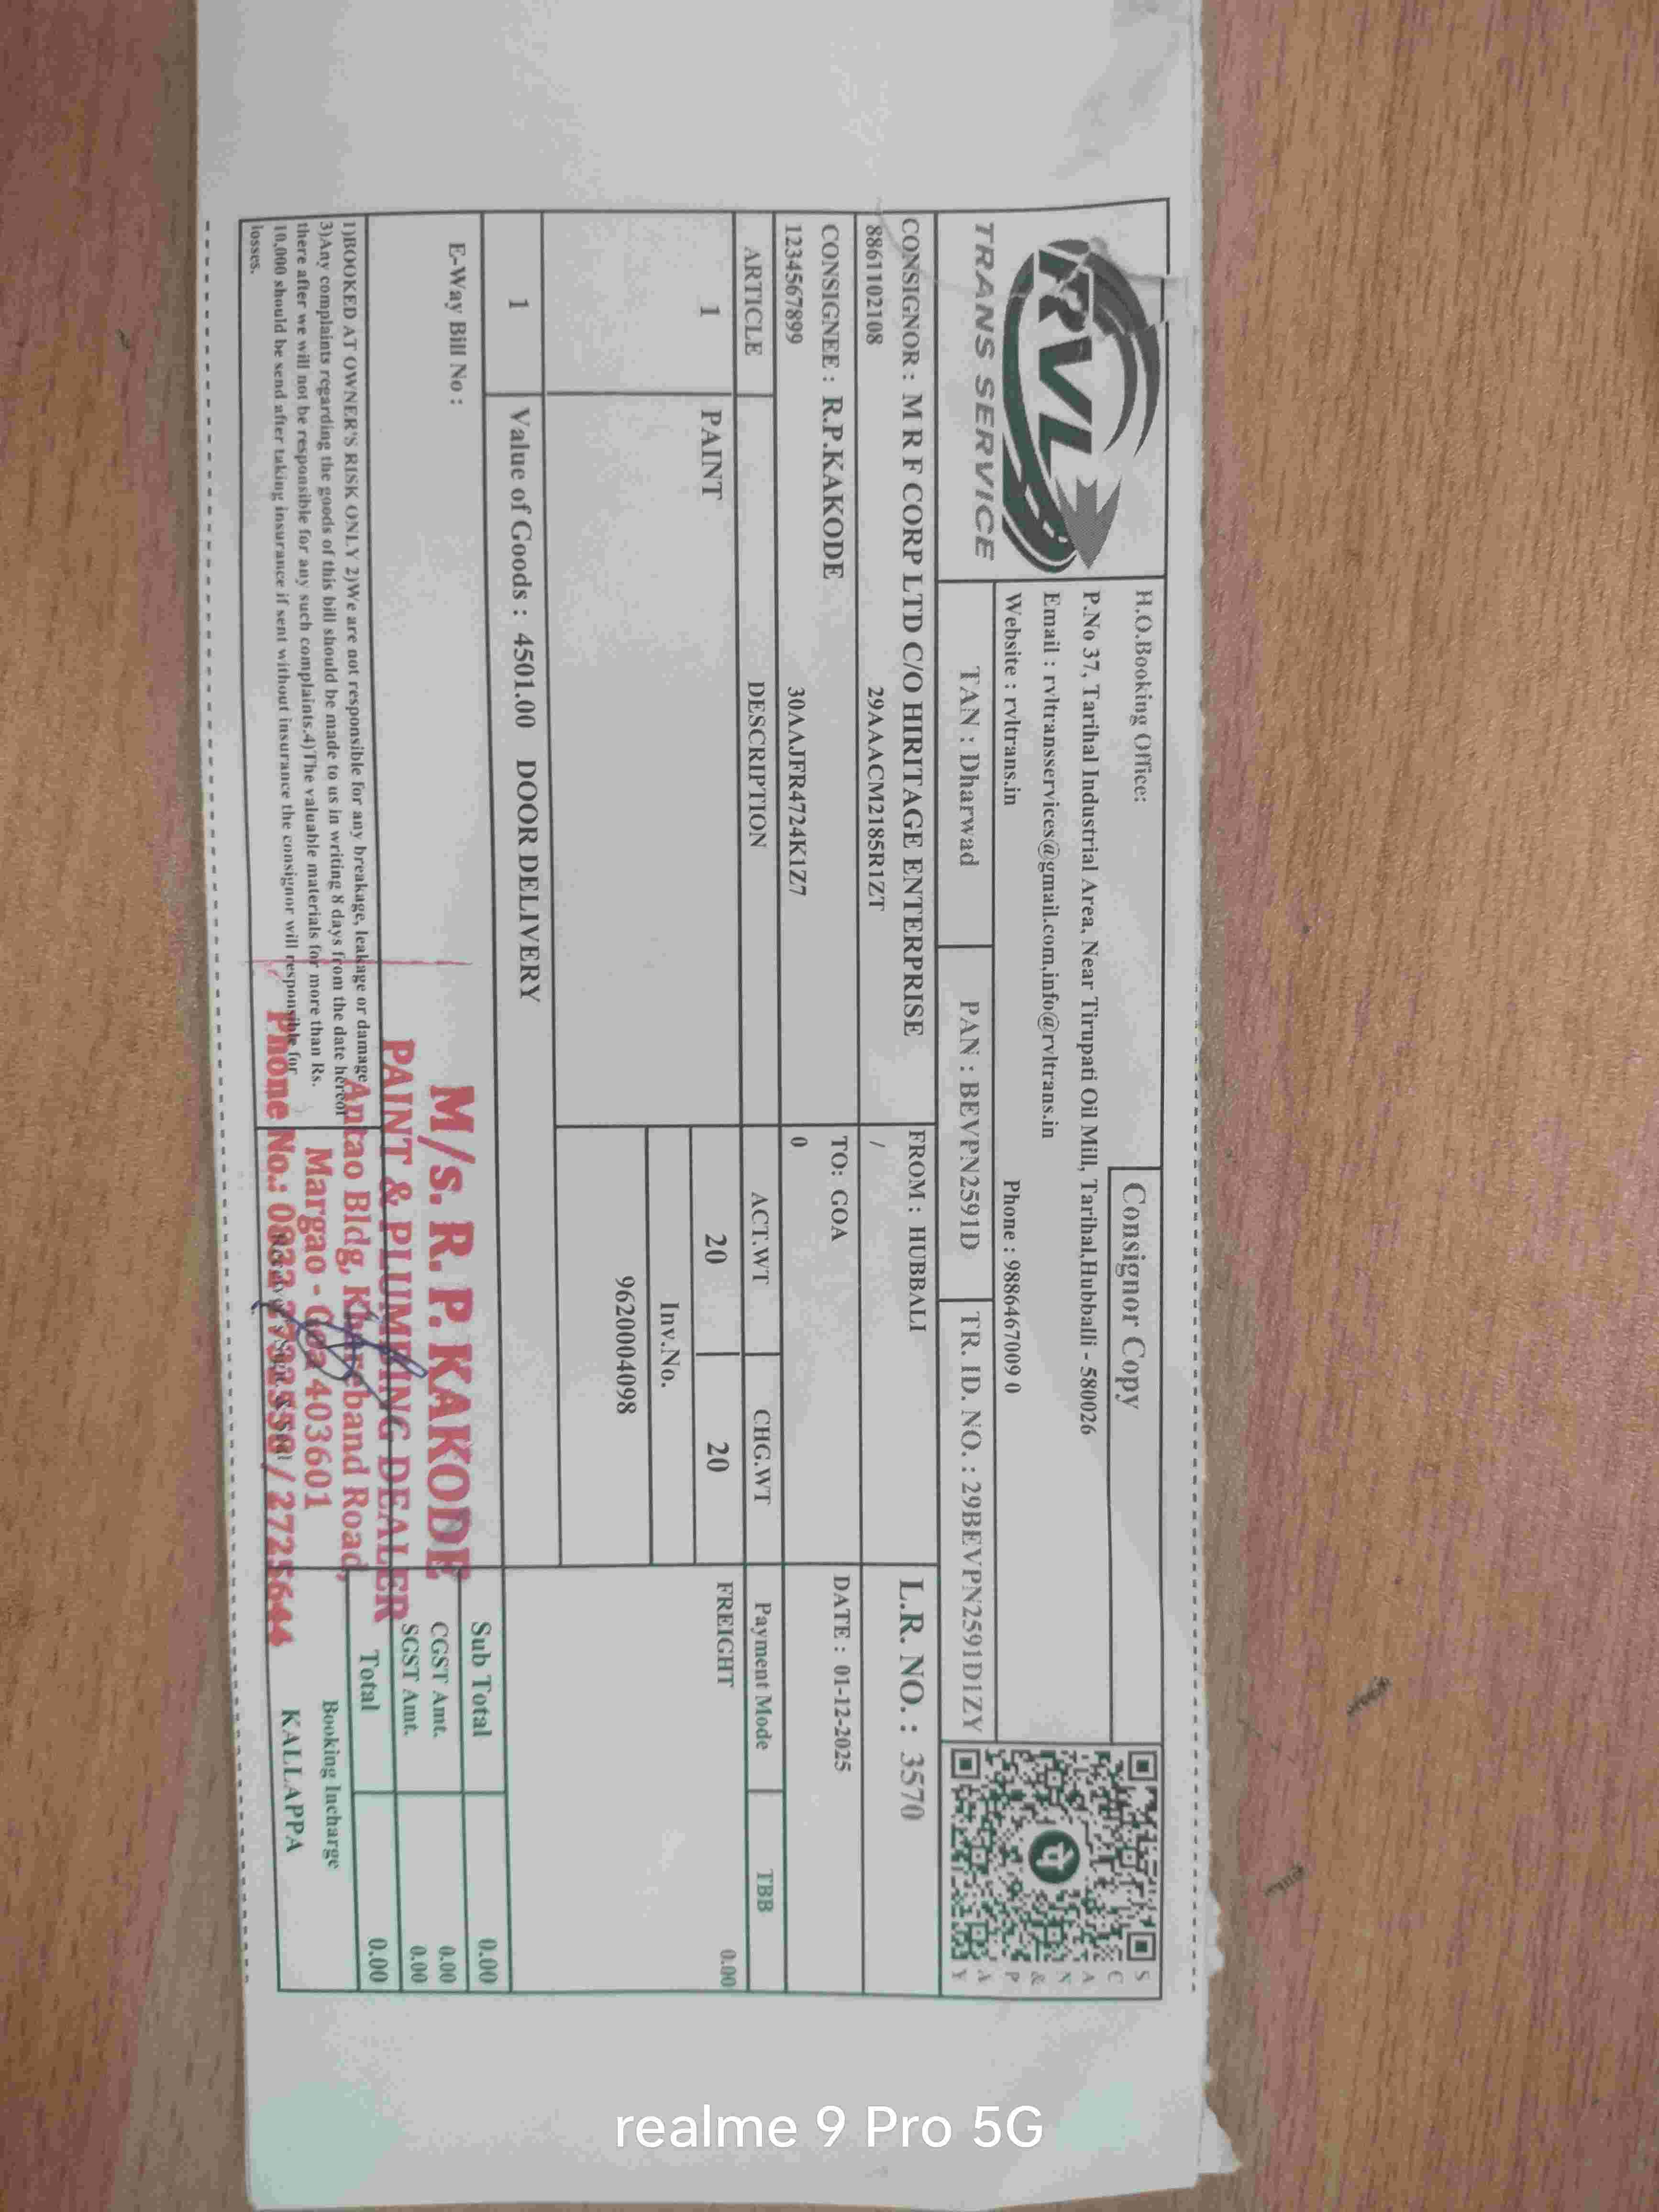 RVL
TRANS SERVICE
H.O.Booking Office:
Consignor Copy
P.No 37, Tarihal Industrial Area, Near Tirupati Oil Mill, Tarihal,Hubballi - 580026
Email : rvltransservices@gmail.com,info@rvltrans.in
Website : rvltrans.in Phone : 9886467009 0
SCAN & PAY
TAN : Dharwad PAN : BEVPN2591D TR. ID. NO. : 29BEVPN2591D1ZY
CONSIGNOR : M R F CORP LTD C/O HIRITAGE ENTERPRISE FROM : HUBBALI L.R. NO. : 3570
8861102108 29AAACM2185R1ZT /
CONSIGNEE : R.P.KAKODE TO: GOA DATE : 01-12-2025
1234567899 30AAJFR4724K1Z7 0
ARTICLE DESCRIPTION ACT.WT CHG.WT Payment Mode TBB
1 PAINT 20 20 FREIGHT 0.00
Inv.No.
9620004098
1 Value of Goods : 4501.00 DOOR DELIVERY
Sub Total 0.00
E-Way Bill No :
CGST Amt. 0.00
SGST Amt. 0.00
Total 0.00
1)BOOKED AT OWNER'S RISK ONLY 2)We are not responsible for any breakage, leakage or damage
3)Any complaints regarding the goods of this bill should be made to us in writing 8 days from the date hereof
there after we will not be responsible for any such complaints.4)The valuable materials for more than Rs.
10,000 should be send after taking insurance if sent without insurance the consignor will responsible for
losses.
Booking Incharge
KALLAPPA
M/s. R. P. KAKODE
PAINT & PLUMBING DEALER
Antao Bldg, Road,
Margao - Goa 403601
Phone No.: 0832 / 2725644
realme 9 Pro 5G